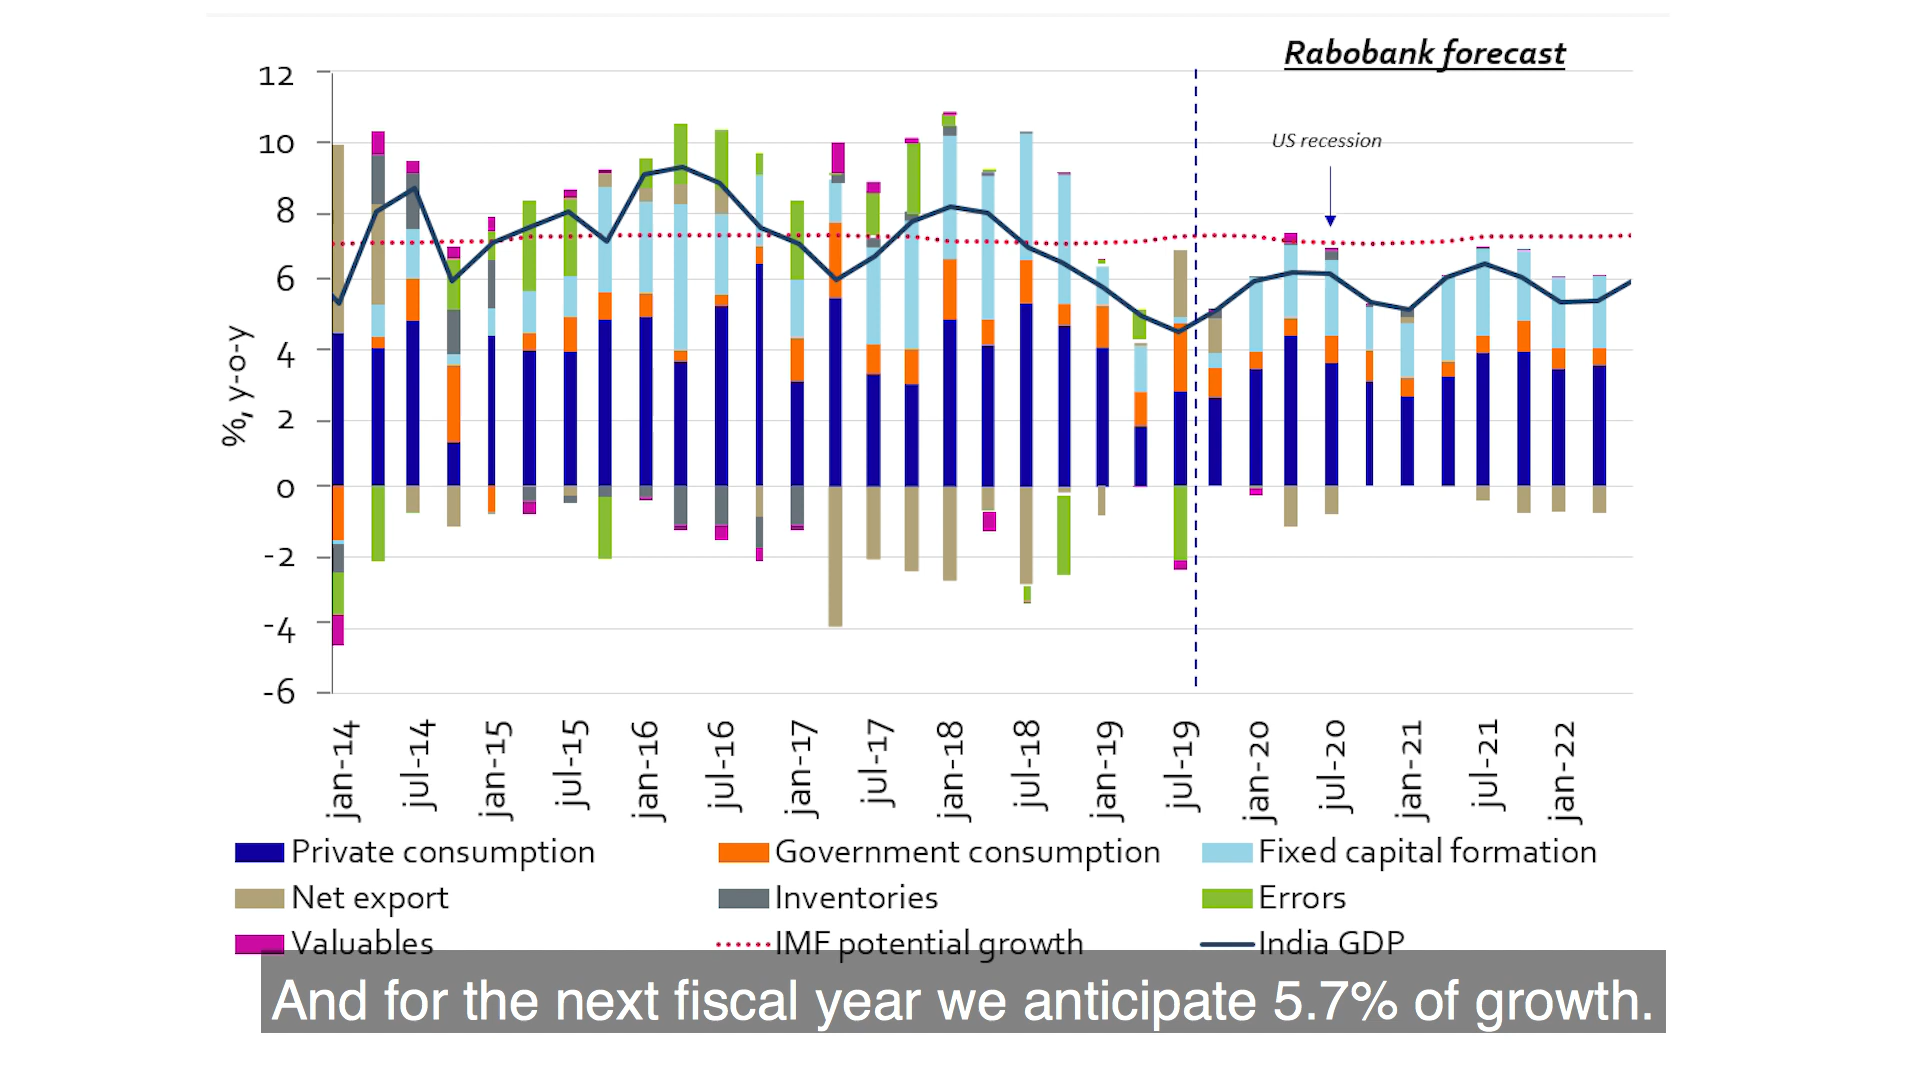 Rabobank forecast
12
10
8
6
4
2
0
-2
-4
-6
%, y-o-y
US recession
jan-14
jul-14
jan-15
jul-15
jan-16
jul-16
jan-17
jul-17
jan-18
jul-18
jan-19
jul-19
jan-20
jul-20
jan-21
jul-21
jan-22
Private consumption
Government consumption
Fixed capital formation
Net export
Inventories
Errors
Valuables
IMF potential growth
India GDP
And for the next fiscal year we anticipate 5.7% of growth.